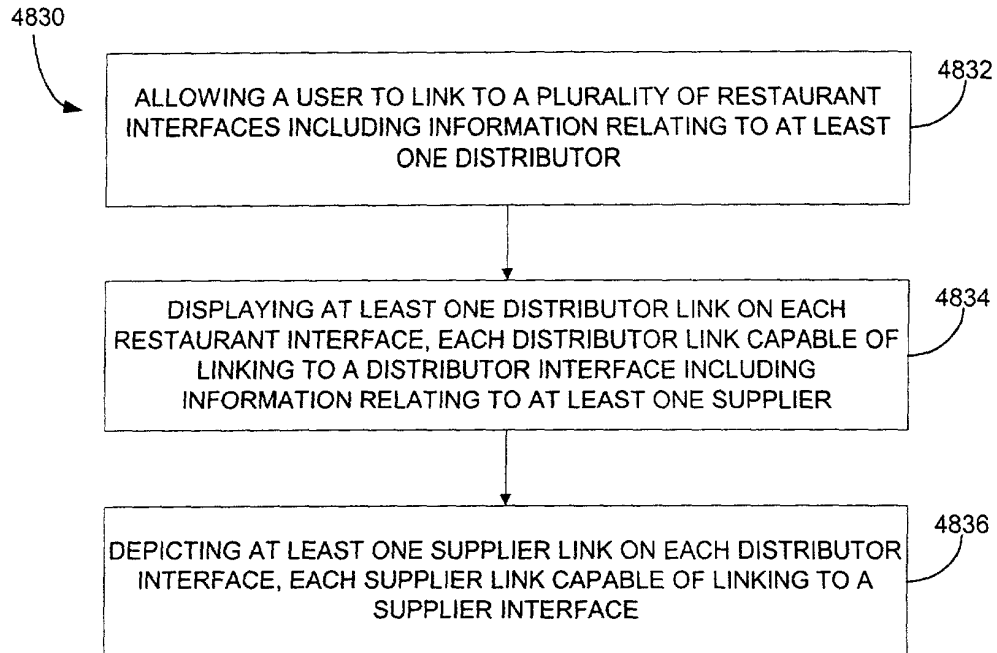 4830
4832
ALLOWING A USER TO LINK TO A PLURALITY OF RESTAURANT
INTERFACES INCLUDING INFORMATION RELATING TO AT LEAST
ONE DISTRIBUTOR
4834
DISPLAYING AT LEAST ONE DISTRIBUTOR LINK ON EACH
RESTAURANT INTERFACE, EACH DISTRIBUTOR LINK CAPABLE OF
LINKING TO A DISTRIBUTOR INTERFACE INCLUDING
INFORMATION RELATING TO AT LEAST ONE SUPPLIER
4836
DEPICTING AT LEAST ONE SUPPLIER LINK ON EACH DISTRIBUTOR
INTERFACE, EACH SUPPLIER LINK CAPABLE OF LINKING TO A
SUPPLIER INTERFACE